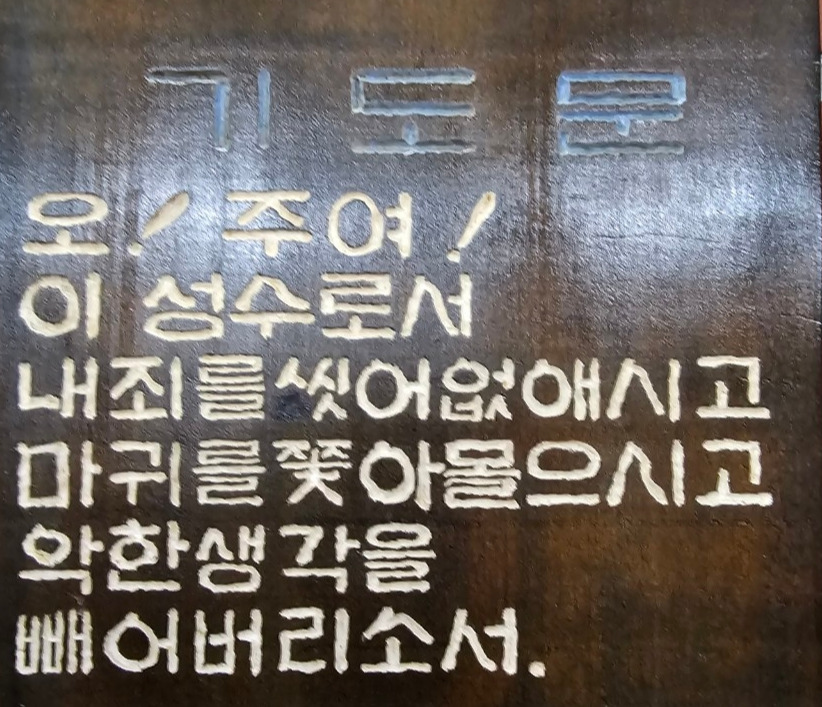 기 도 문
오! 주여!
이 성수로서
내죄를 씻어없애시고
마귀를 쫓아몰으시고
악한생각을
빼어버리소서.